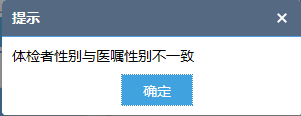 提示
体检者性别与医嘱性别不一致
确定